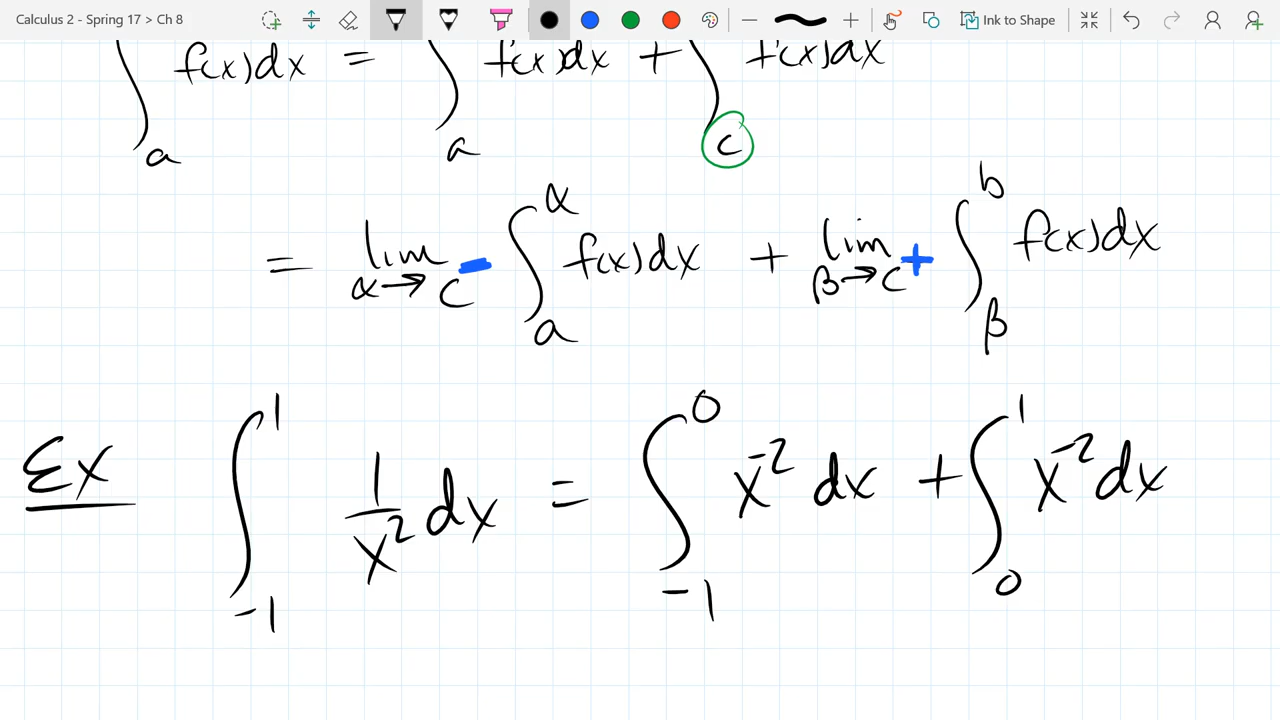 Calculus 2 - Spring 17 > Ch 8 Ink to Shape
∫_a f(x)dx = ∫_a f(x)dx + ∫_c f(x)dx
= lim_{α→c⁻} ∫_a^α f(x)dx + lim_{β→c⁺} ∫_β^b f(x)dx
Ex ∫_{-1}^1 1/x² dx = ∫_{-1}^0 x⁻² dx + ∫_0^1 x⁻² dx